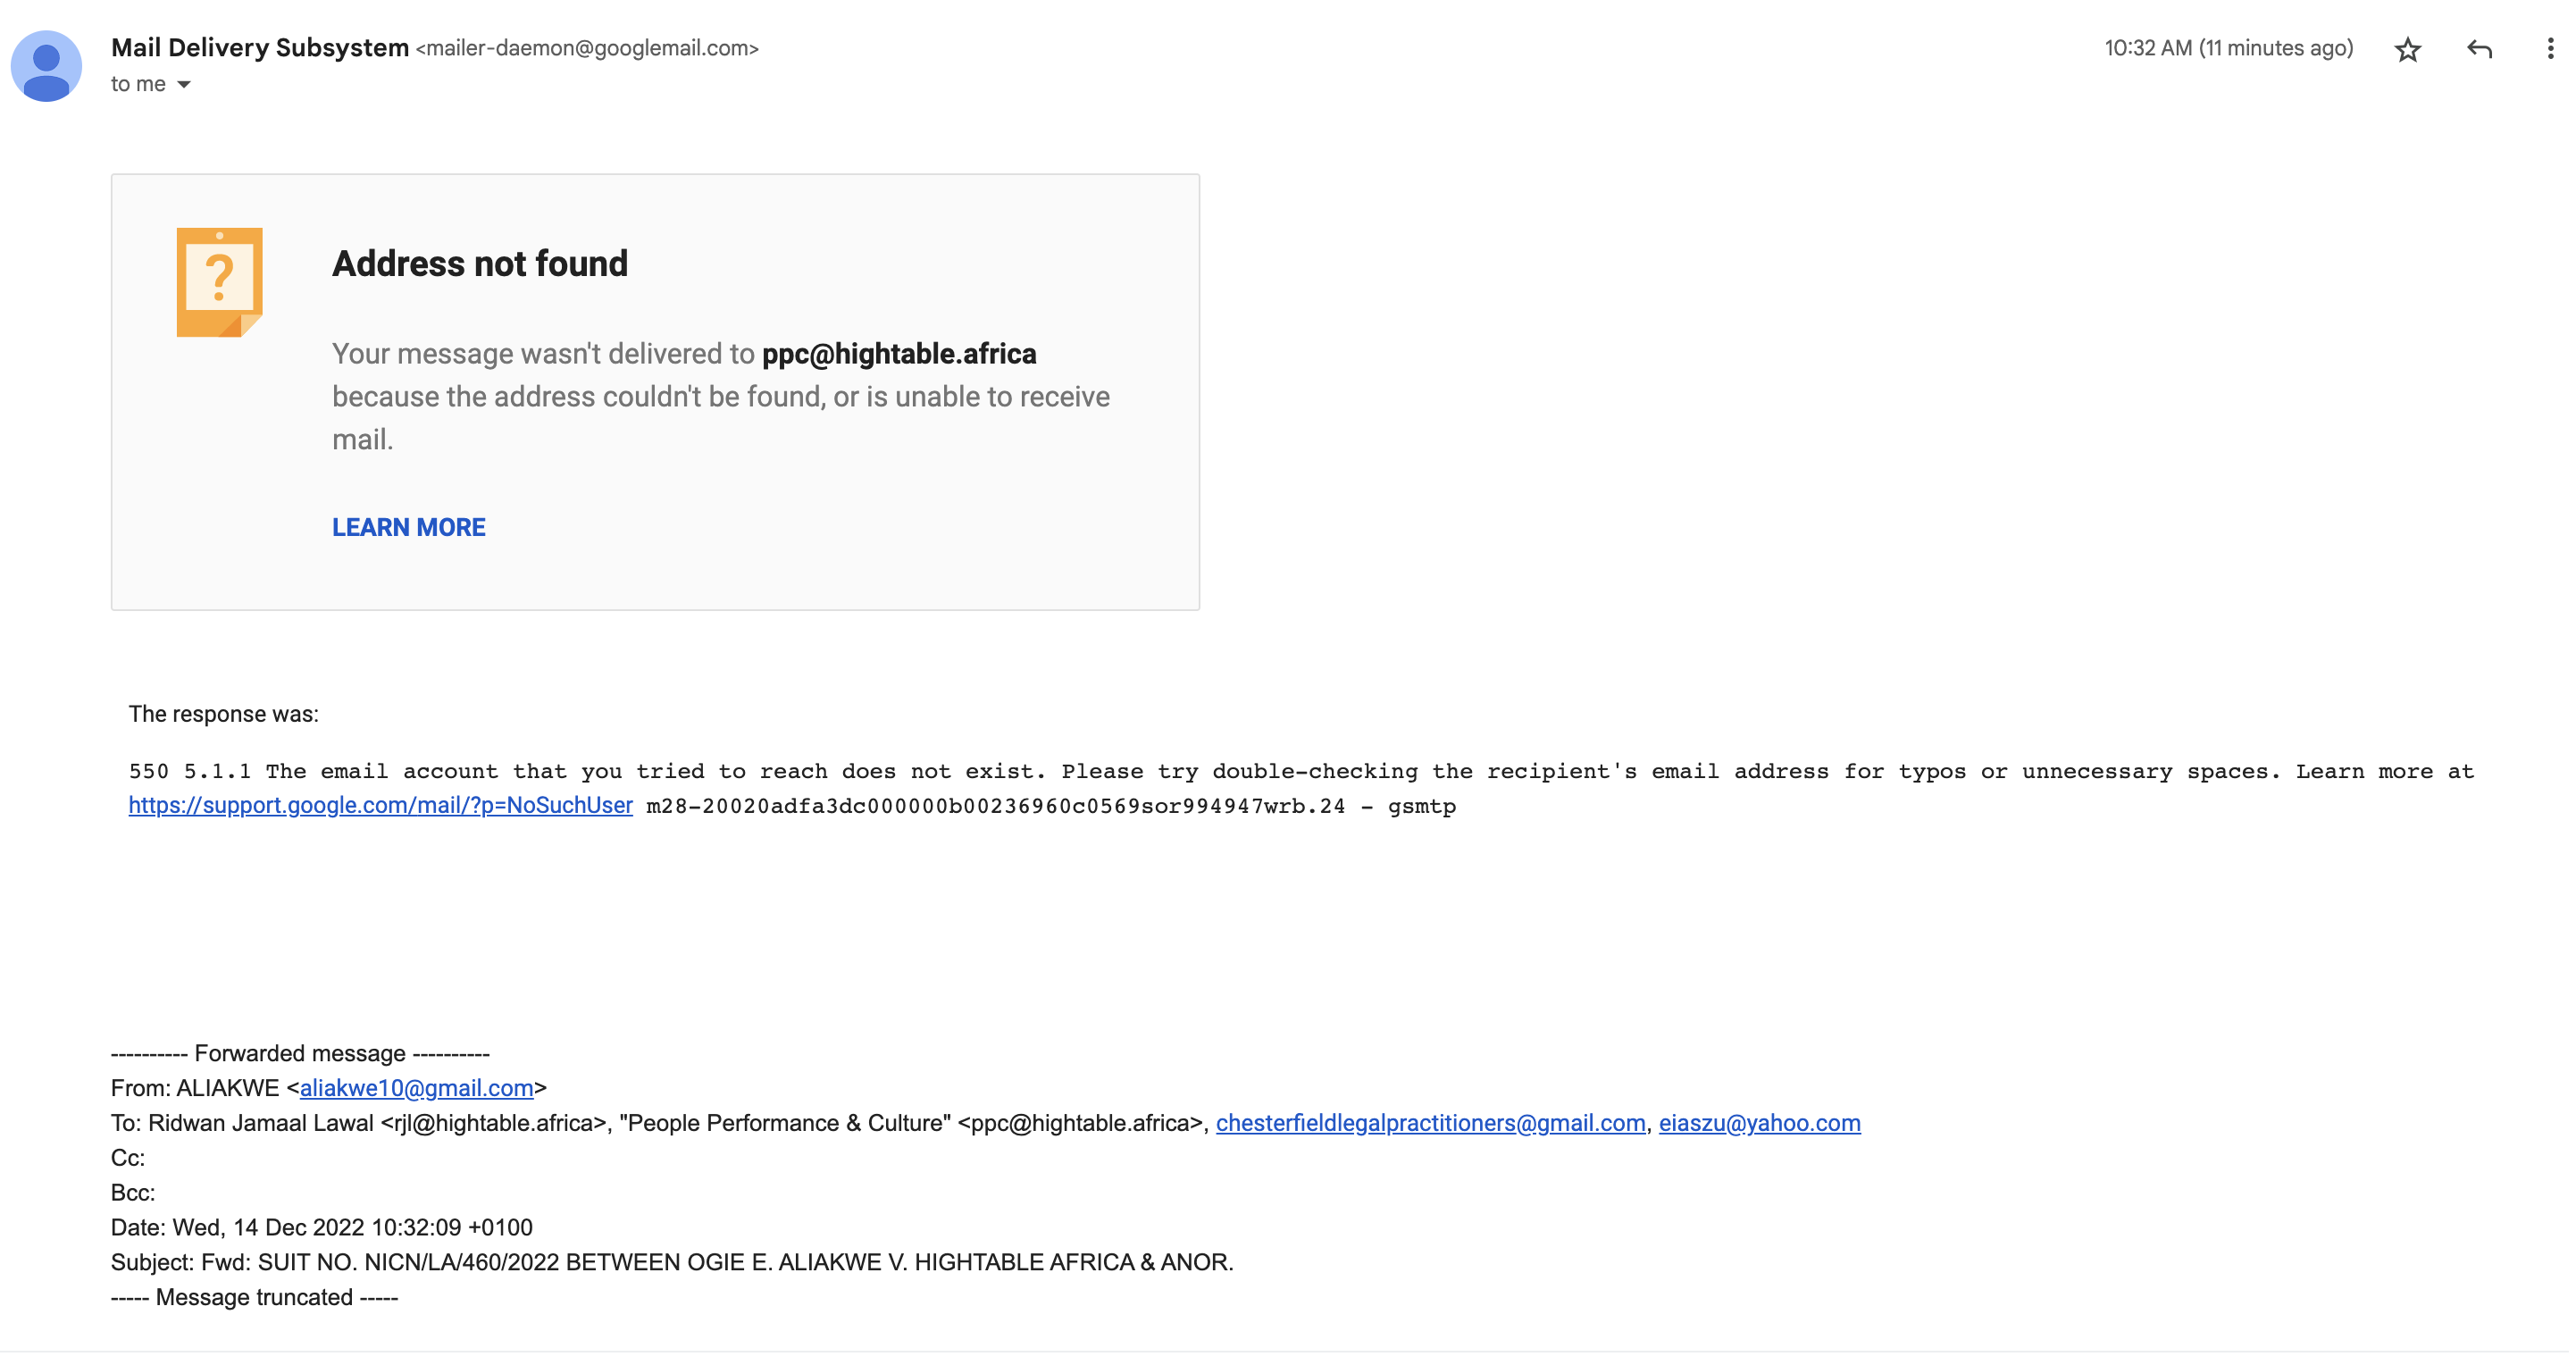 Mail Delivery Subsystem <mailer-daemon@googlemail.com>
10:32 AM (11 minutes ago)
to me
?
Address not found
Your message wasn't delivered to ppc@hightable.africa
because the address couldn't be found, or is unable to receive
mail.
LEARN MORE
The response was:
550 5.1.1 The email account that you tried to reach does not exist. Please try double-checking the recipient's email address for typos or unnecessary spaces. Learn more at
https://support.google.com/mail/?p=NoSuchUser m28-20020adfa3dc000000b00236960c0569sor994947wrb.24 - gsmtp
---------- Forwarded message ----------
From: ALIAKWE <aliakwe10@gmail.com>
To: Ridwan Jamaal Lawal <rjl@hightable.africa>, "People Performance & Culture" <ppc@hightable.africa>, chesterfieldlegalpractitioners@gmail.com, eiaszu@yahoo.com
Cc:
Bcc:
Date: Wed, 14 Dec 2022 10:32:09 +0100
Subject: Fwd: SUIT NO. NICN/LA/460/2022 BETWEEN OGIE E. ALIAKWE V. HIGHTABLE AFRICA & ANOR.
----- Message truncated -----